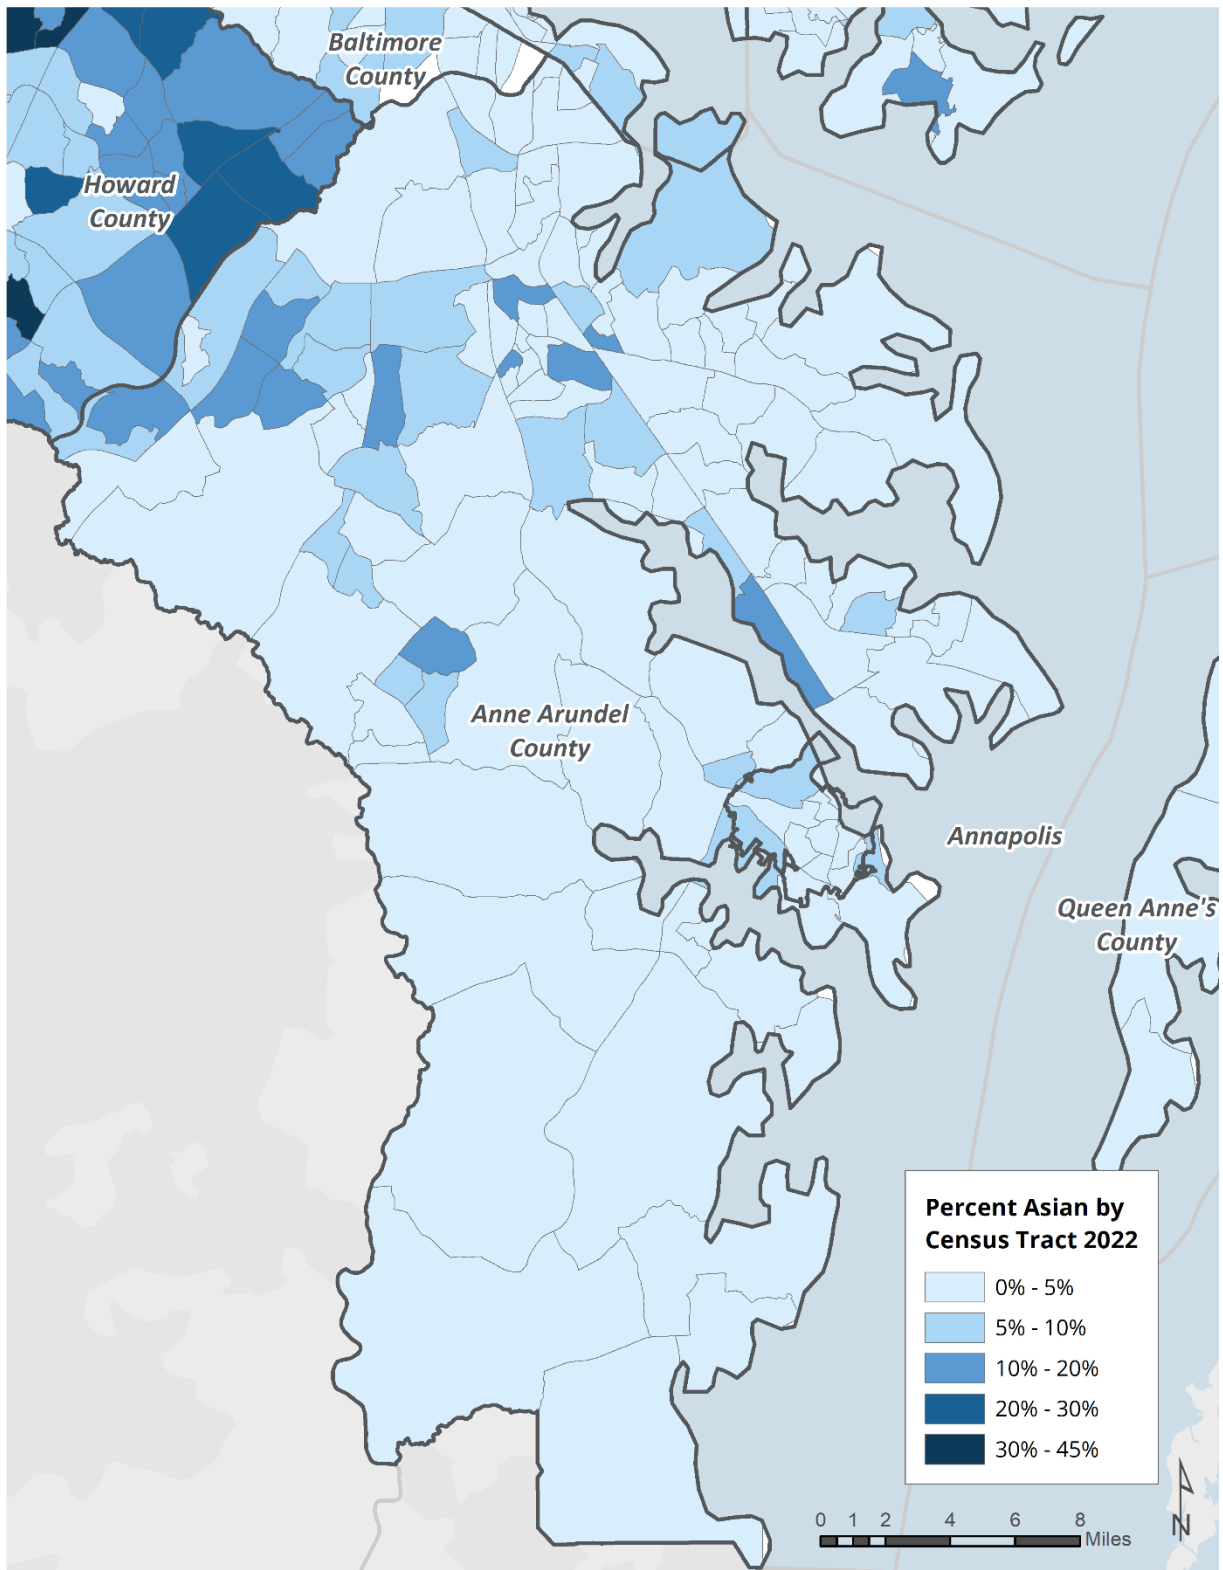 Baltimore
County
Howard
County
Anne Arundel
County
Annapolis
Queen Anne's
County
Percent Asian by
Census Tract 2022
0% - 5%
5% - 10%
10% - 20%
20% - 30%
30% - 45%
0 1 2 4 6 8
Miles
N